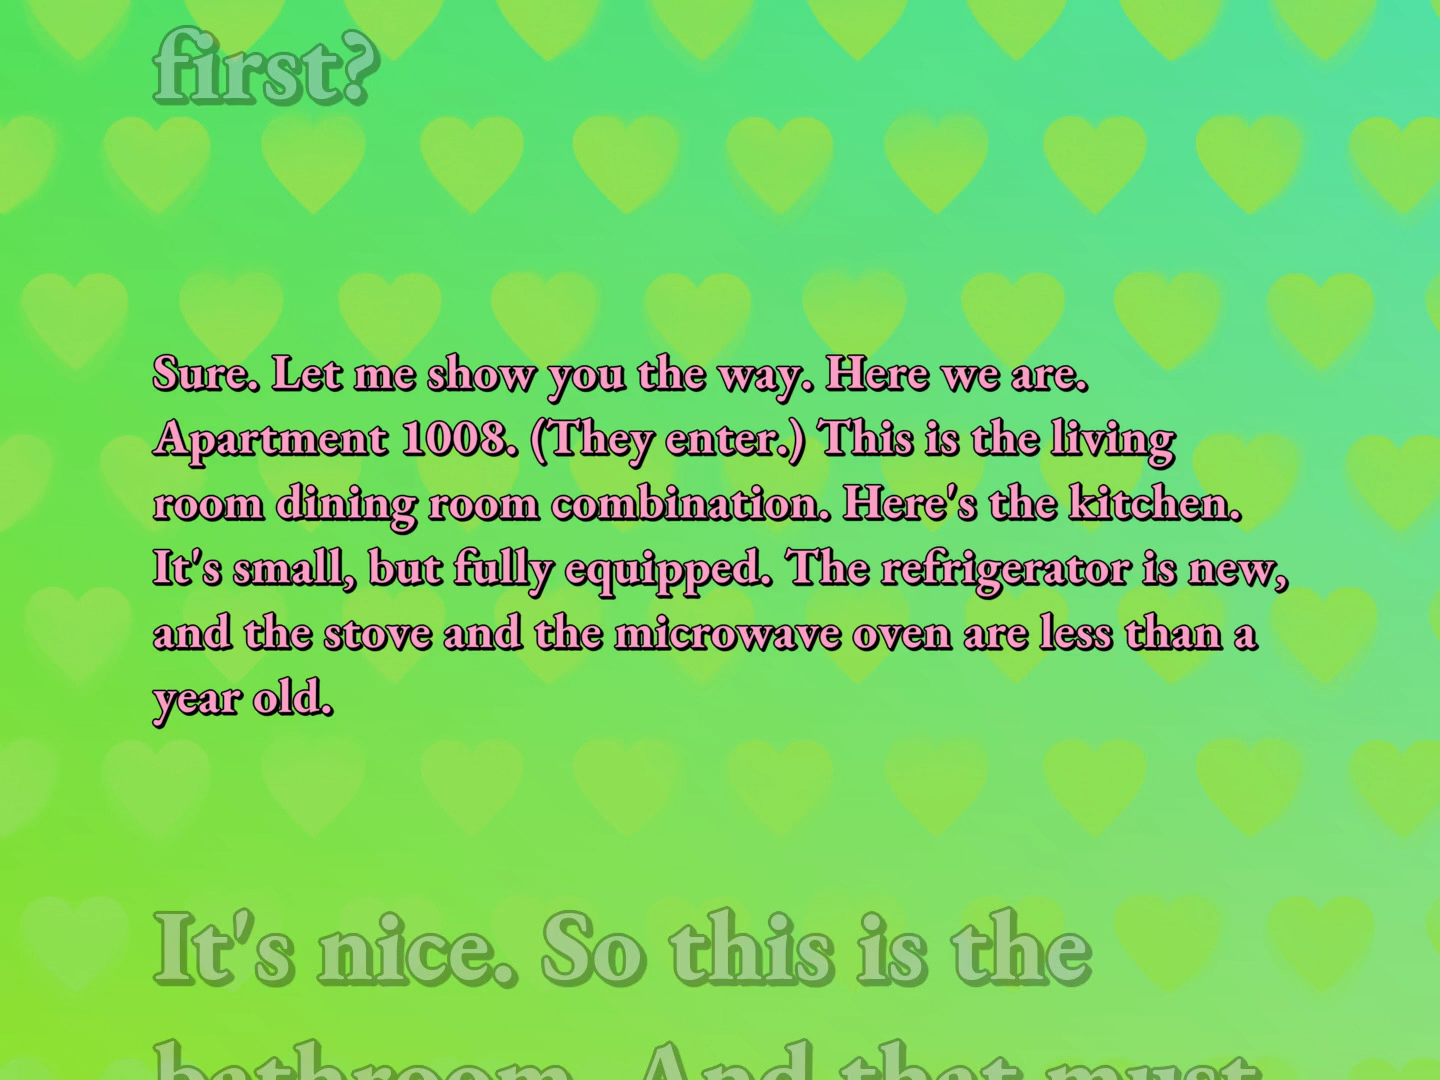 first?
Sure. Let me show you the way. Here we are.
Apartment 1008. (They enter.) This is the living
room dining room combination. Here's the kitchen.
It's small, but fully equipped. The refrigerator is new,
and the stove and the microwave oven are less than a
year old.
It's nice. So this is the
bathroom. And that must